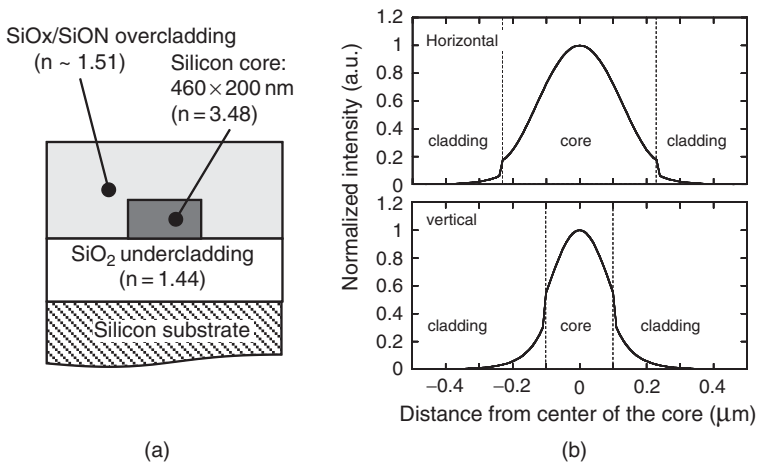 SiOx/SiON overcladding
(n ~ 1.51)
Silicon core:
460 × 200 nm
(n = 3.48)
SiO₂ undercladding
(n = 1.44)
Silicon substrate
(a)
Normalized intensity (a.u.)
1.2
1
0.8
0.6
0.4
0.2
0
Horizontal
cladding
core
cladding
1.2
1
0.8
0.6
0.4
0.2
0
vertical
cladding
core
cladding
−0.4
−0.2
0
0.2
0.4
Distance from center of the core (μm)
(b)